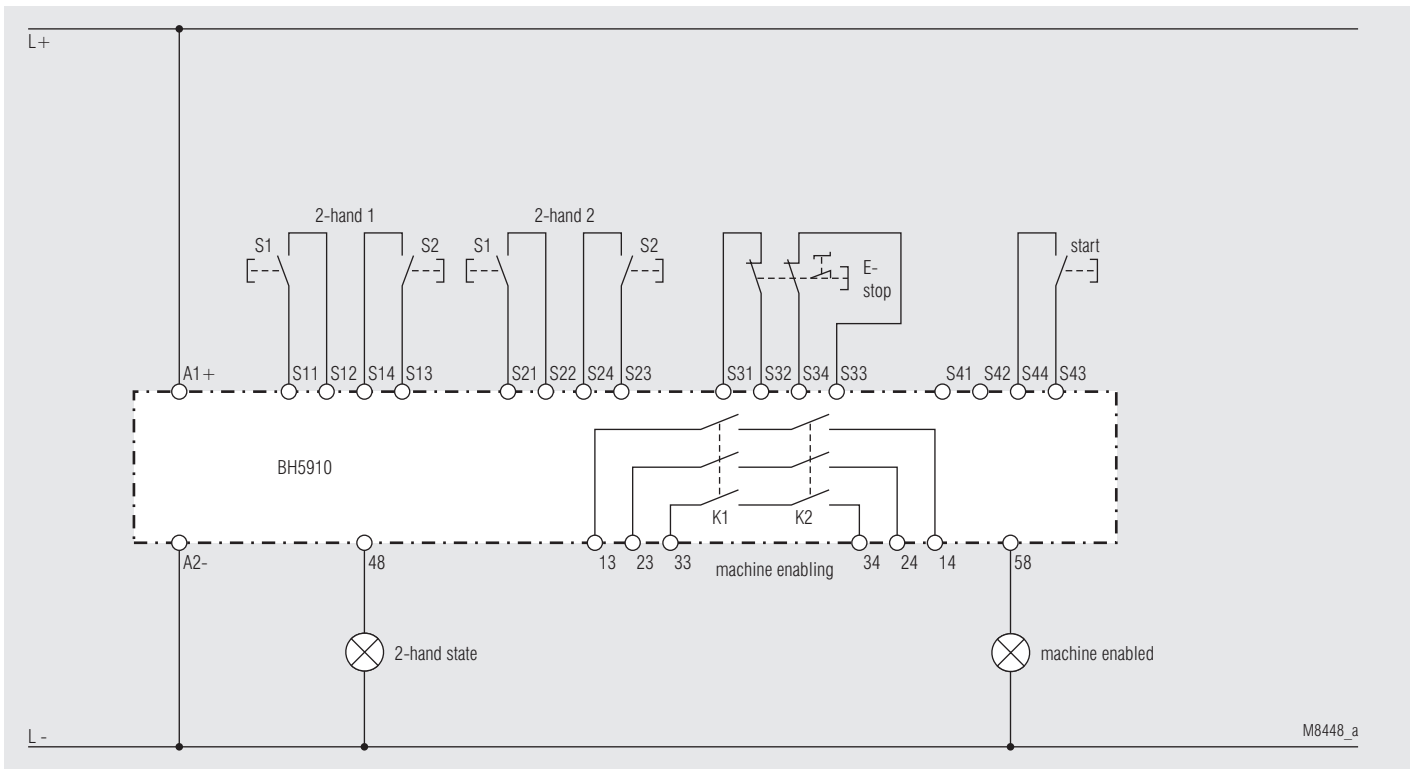 L+
2-hand 1
2-hand 2
S1
S2
S1
S2
E-
stop
start
A1+
S11
S12
S14
S13
S21
S22
S24
S23
S31
S32
S34
S33
S41
S42
S44
S43
BH5910
K1
K2
A2-
48
13
23
33
machine enabling
34
24
14
58
2-hand state
machine enabled
L -
M8448_a